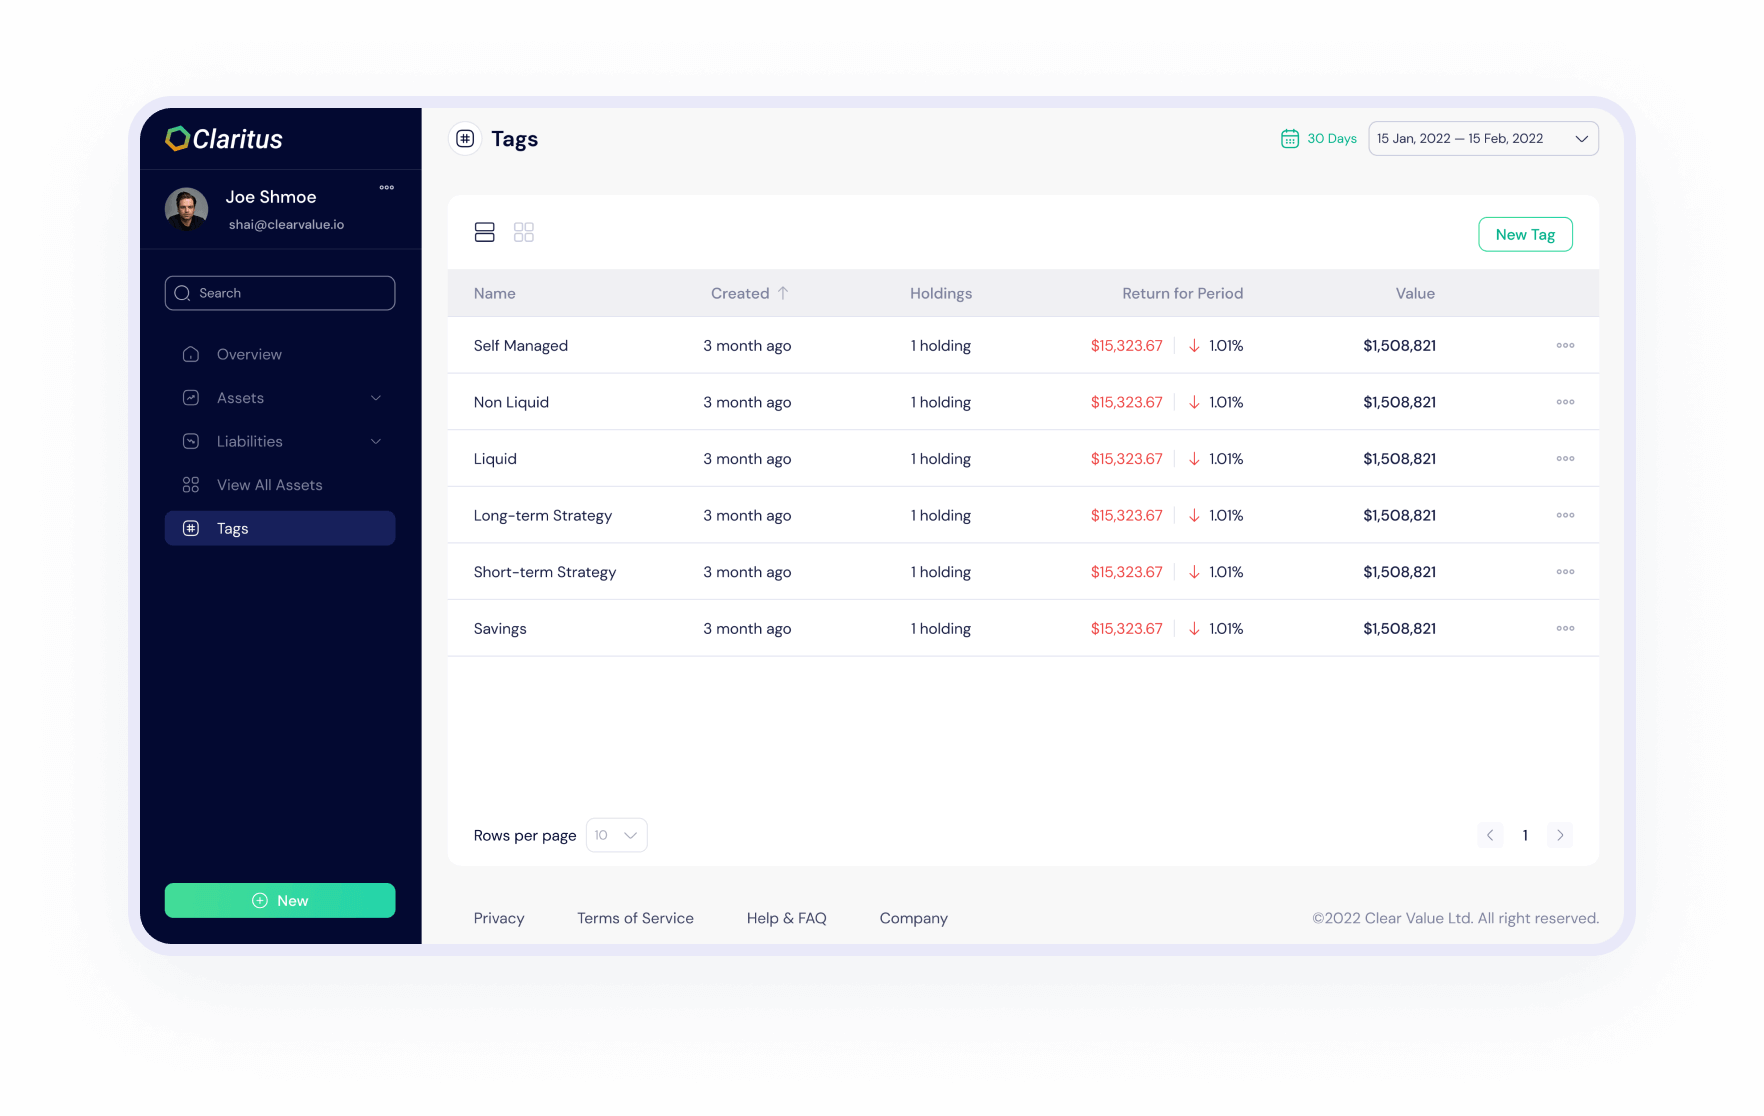 Claritus
Joe Shmoe
shai@clearvalue.io
Search
Overview
Assets
Liabilities
View All Assets
Tags
New
Tags
30 Days
15 Jan, 2022 — 15 Feb, 2022
New Tag
Name Created Holdings Return for Period Value
Self Managed 3 month ago 1 holding $15,323.67 1.01% $1,508,821
Non Liquid 3 month ago 1 holding $15,323.67 1.01% $1,508,821
Liquid 3 month ago 1 holding $15,323.67 1.01% $1,508,821
Long-term Strategy 3 month ago 1 holding $15,323.67 1.01% $1,508,821
Short-term Strategy 3 month ago 1 holding $15,323.67 1.01% $1,508,821
Savings 3 month ago 1 holding $15,323.67 1.01% $1,508,821
Rows per page 10
1
Privacy Terms of Service Help & FAQ Company ©2022 Clear Value Ltd. All right reserved.